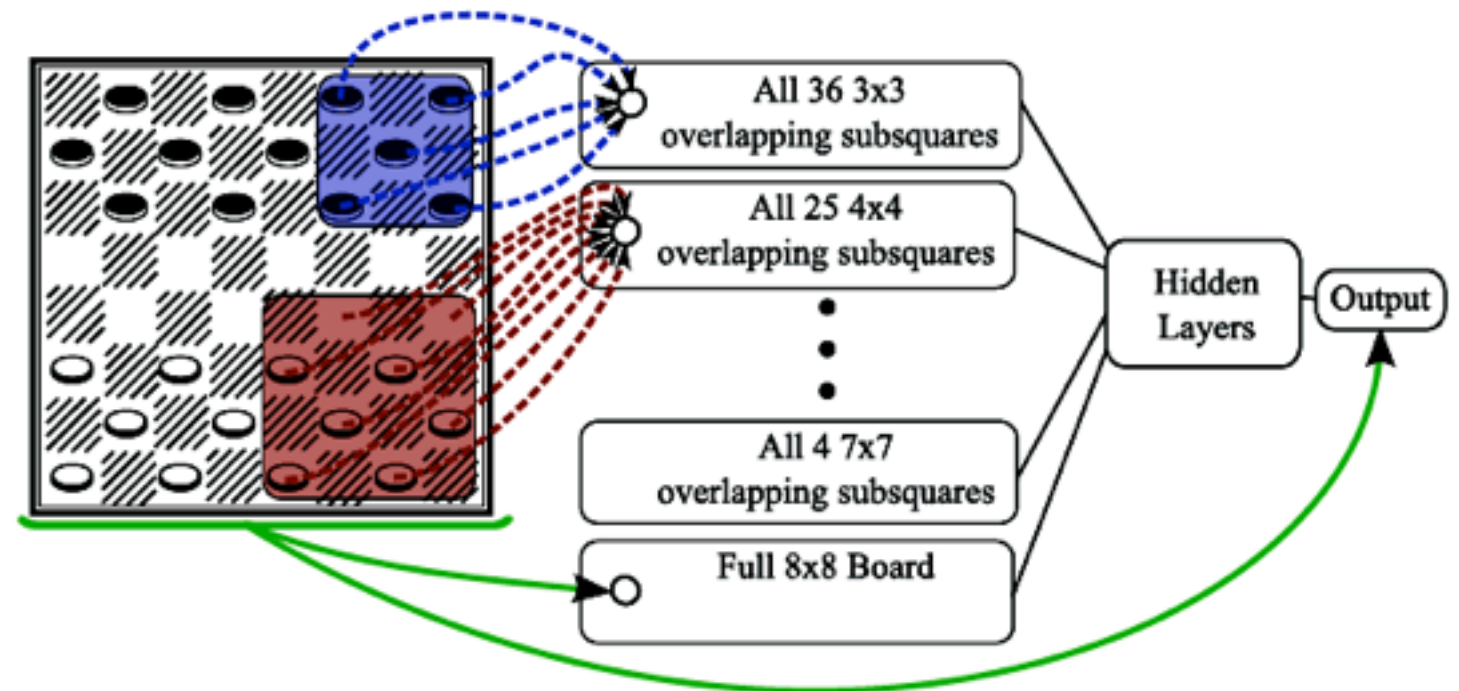 All 36 3x3
overlapping subsquares
All 25 4x4
overlapping subsquares
All 4 7x7
overlapping subsquares
Full 8x8 Board
Hidden
Layers
Output